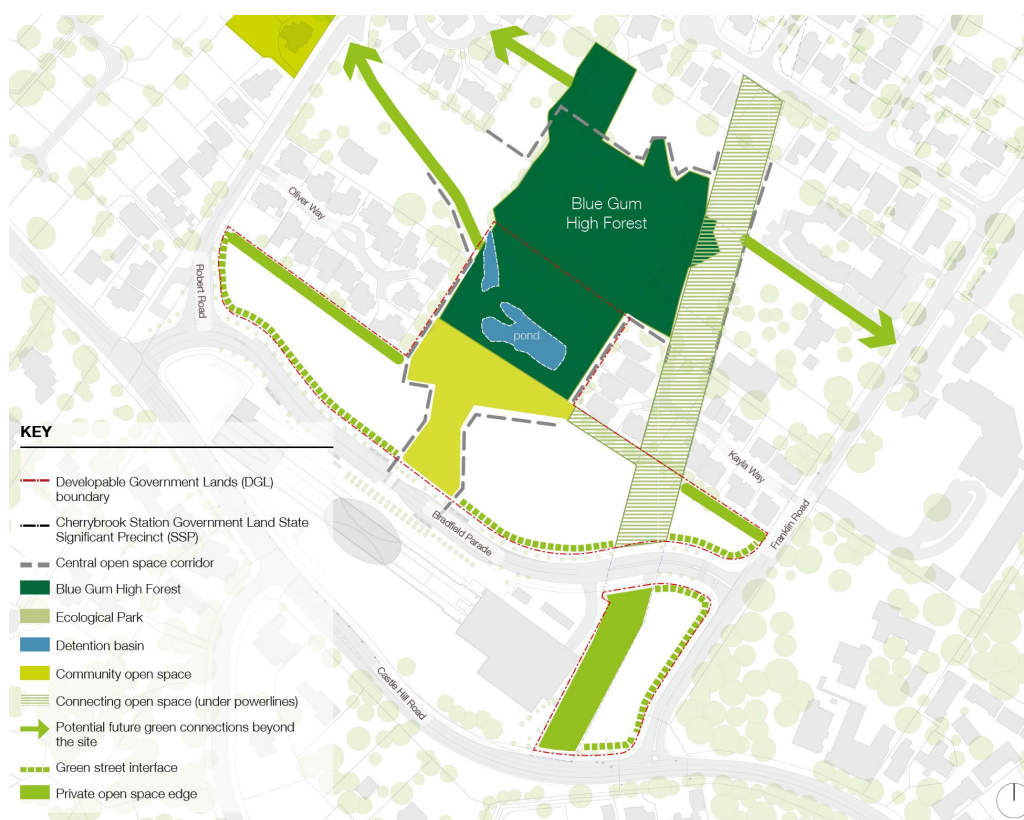 Blue Gum
High Forest
Oliver Way
Robert Road
pond
KEY
Developable Government Lands (DGL)
boundary
Cherrybrook Station Government Land State
Significant Precinct (SSP)
Central open space corridor
Blue Gum High Forest
Ecological Park
Detention basin
Community open space
Connecting open space (under powerlines)
Potential future green connections beyond
the site
Green street interface
Private open space edge
Kayla Way
Bradfield Parade
Franklin Road
Castle Hill Road